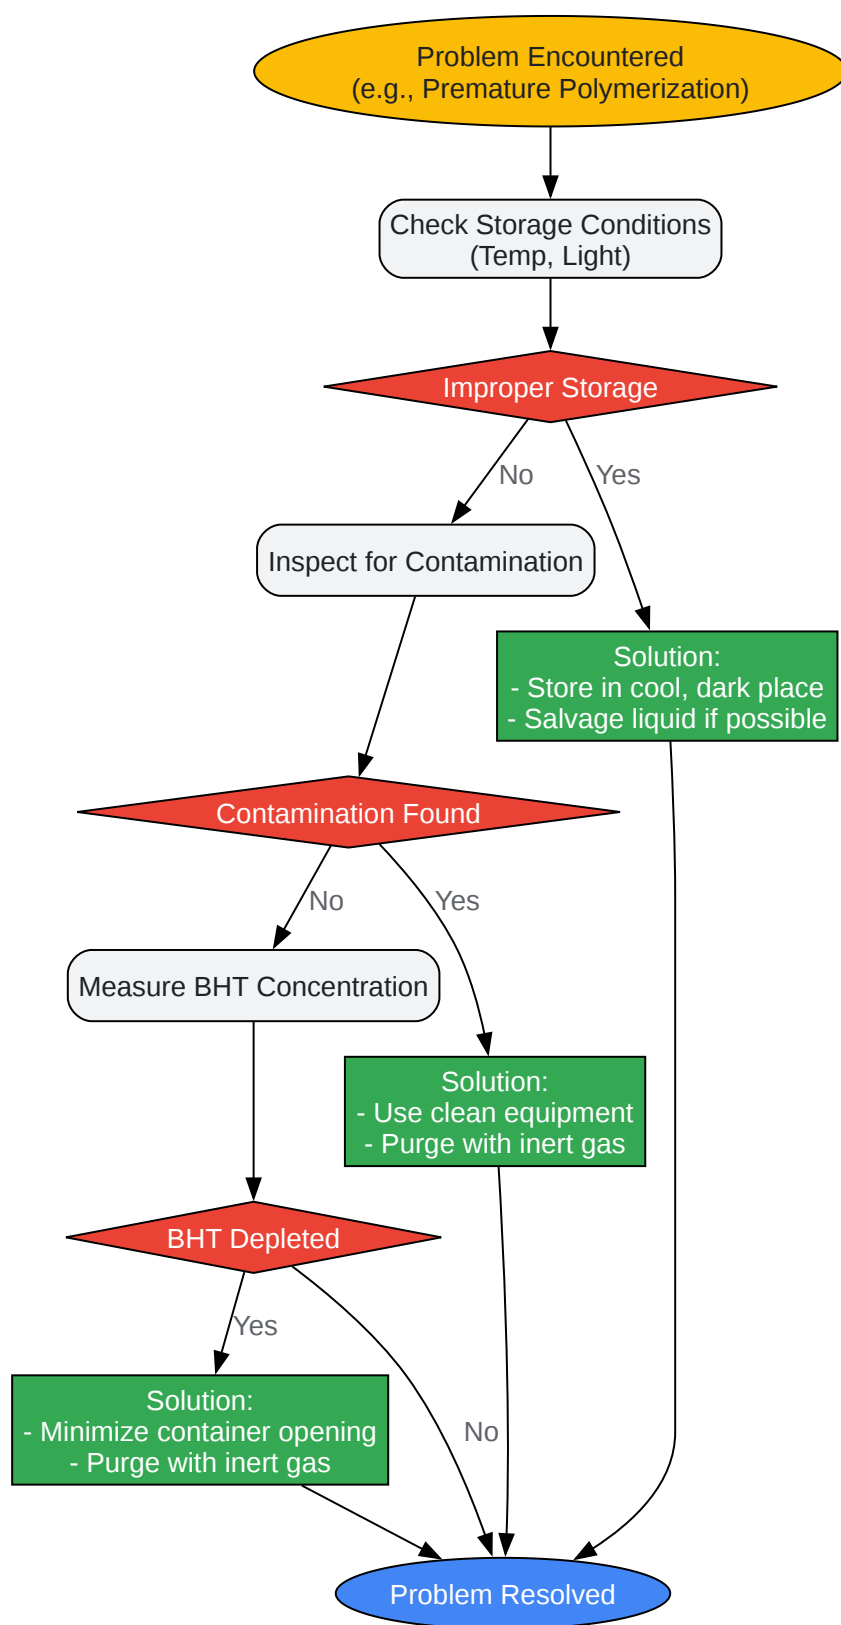 Problem Encountered
(e.g., Premature Polymerization)
Check Storage Conditions
(Temp, Light)
Improper Storage
No
Yes
Inspect for Contamination
Solution:
- Store in cool, dark place
- Salvage liquid if possible
Contamination Found
No
Yes
Measure BHT Concentration
Solution:
- Use clean equipment
- Purge with inert gas
BHT Depleted
Yes
No
Solution:
- Minimize container opening
- Purge with inert gas
Problem Resolved